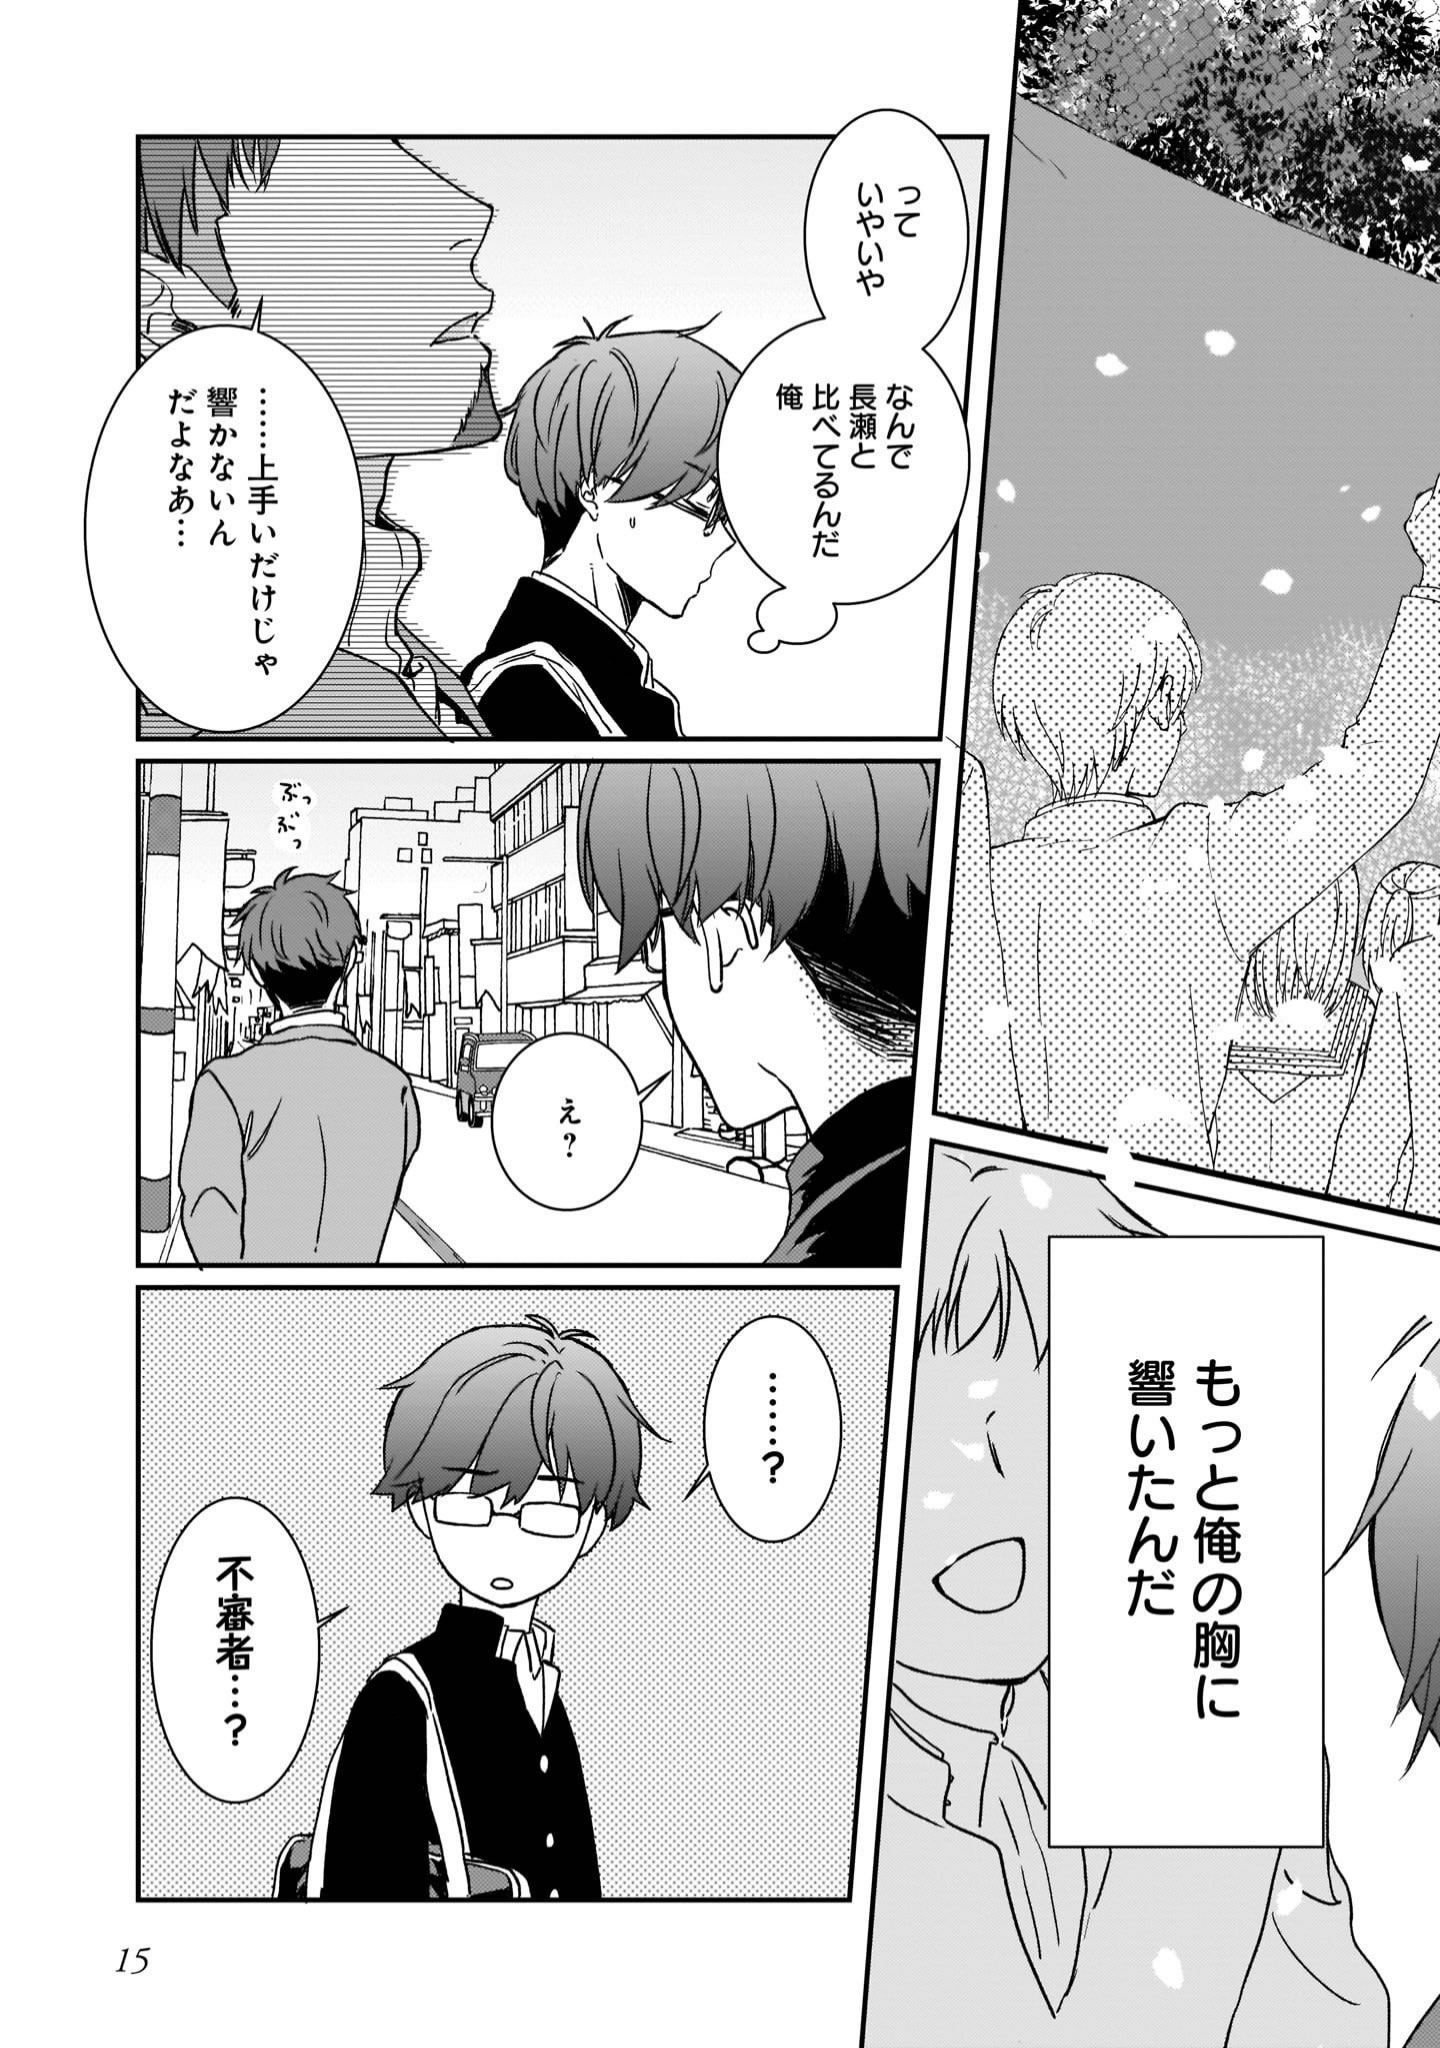 もっと俺の胸に
響いたんだ
って
いやいや
なんで
長瀬と
比べてるんだ
俺
……上手いだけじゃ
響かないん
だよなあ…
ぶっ
ぶっ
え?
……?
不審者…?
15